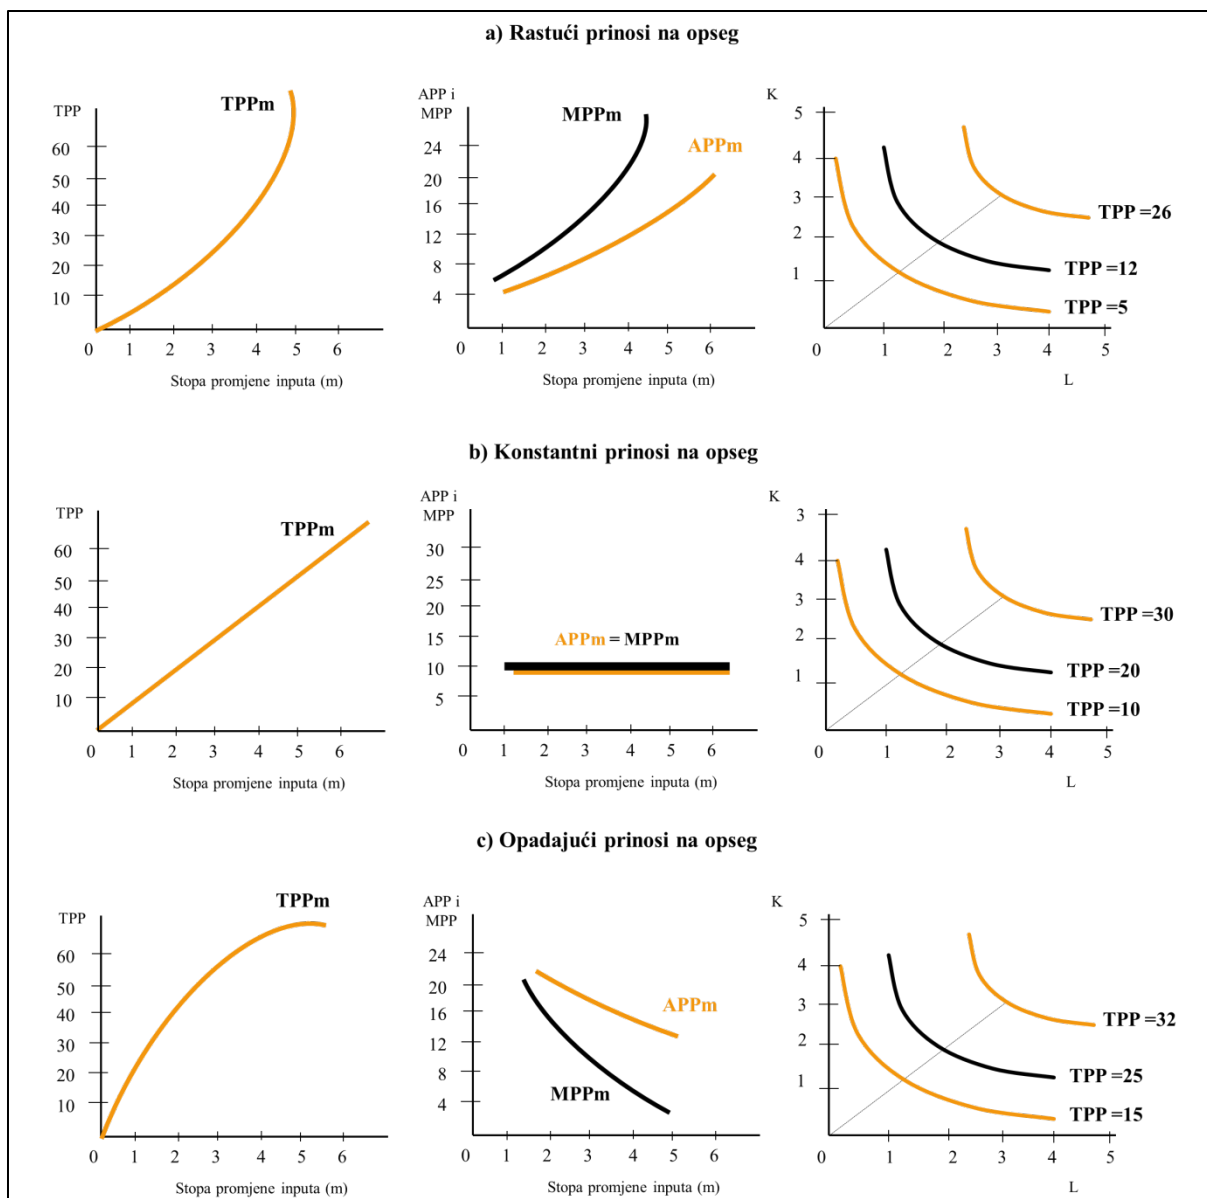 a) Rastući prinosi na opseg
TPP
60
50
40
30
20
10
0
1
2
3
4
5
6
TPPm
Stopa promjene inputa (m)
APP i
MPP
24
20
16
12
8
4
0
1
2
3
4
5
6
MPPm
APPm
Stopa promjene inputa (m)
K
5
4
3
2
1
0
1
2
3
4
5
L
TPP =26
TPP =12
TPP =5
b) Konstantni prinosi na opseg
TPP
60
50
40
30
20
10
0
1
2
3
4
5
6
TPPm
Stopa promjene inputa (m)
APP i
MPP
30
25
20
15
10
5
0
1
2
3
4
5
6
APPm = MPPm
Stopa promjene inputa (m)
K
3
4
3
2
1
0
1
2
3
4
5
L
TPP =30
TPP =20
TPP =10
c) Opadajući prinosi na opseg
TPP
60
50
40
30
20
10
0
1
2
3
4
5
6
TPPm
Stopa promjene inputa (m)
APP i
MPP
24
20
16
12
8
4
0
1
2
3
4
5
6
APPm
MPPm
Stopa promjene inputa (m)
K
5
4
3
2
1
0
1
2
3
4
5
L
TPP =32
TPP =25
TPP =15